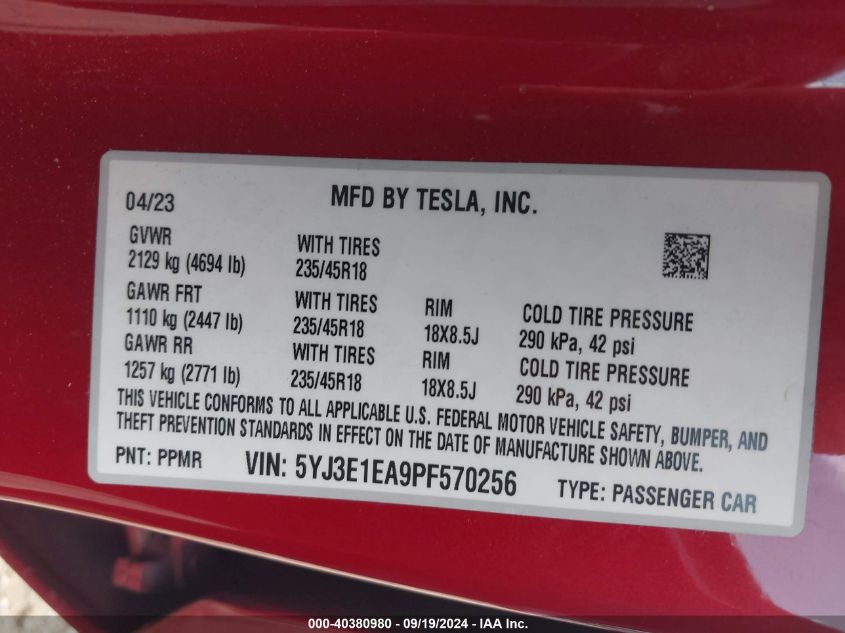 04/23
MFD BY TESLA, INC.
GVWR
2129 kg (4694 lb)
WITH TIRES
235/45R18
GAWR FRT
1110 kg (2447 lb)
WITH TIRES
235/45R18
RIM
18X8.5J
COLD TIRE PRESSURE
290 kPa, 42 psi
GAWR RR
1257 kg (2771 lb)
WITH TIRES
235/45R18
RIM
18X8.5J
COLD TIRE PRESSURE
290 kPa, 42 psi
THIS VEHICLE CONFORMS TO ALL APPLICABLE U.S. FEDERAL MOTOR VEHICLE SAFETY, BUMPER, AND
THEFT PREVENTION STANDARDS IN EFFECT ON THE DATE OF MANUFACTURE SHOWN ABOVE.
PNT: PPMR
VIN: 5YJ3E1EA9PF570256
TYPE: PASSENGER CAR
000-40380980 - 09/19/2024 - IAAI.com